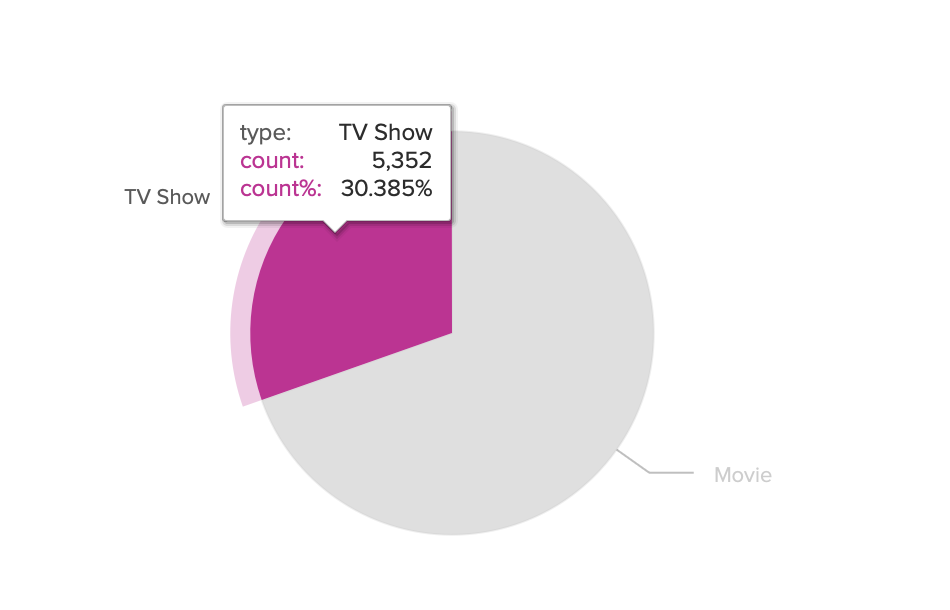 type: TV Show
count: 5,352
count%: 30.385%
TV Show
Movie